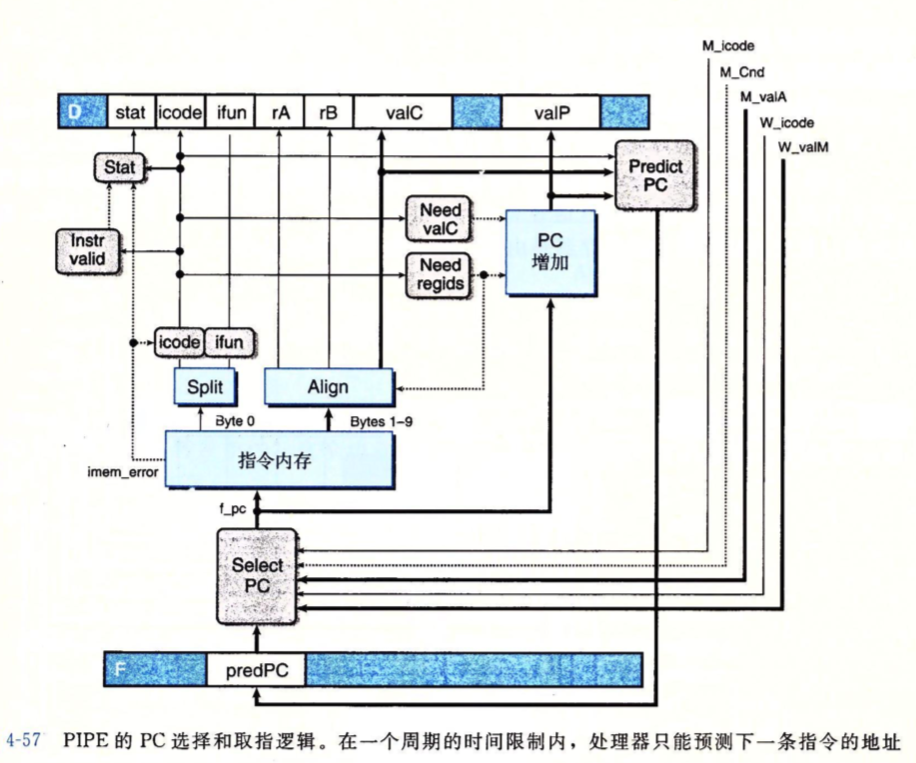 M_icode
M_Cnd
M_valA
W_icode
W_valM
D stat icode ifun rA rB valC valP
Stat
Predict
PC
Need
valC
Instr
valid
PC
增加
Need
regids
icode ifun
Split
Align
Byte 0
Bytes 1-9
指令内存
imem_error
f_pc
Select
PC
F predPC
4-57 PIPE 的 PC 选择和取指逻辑。在一个周期的时间限制内，处理器只能预测下一条指令的地址